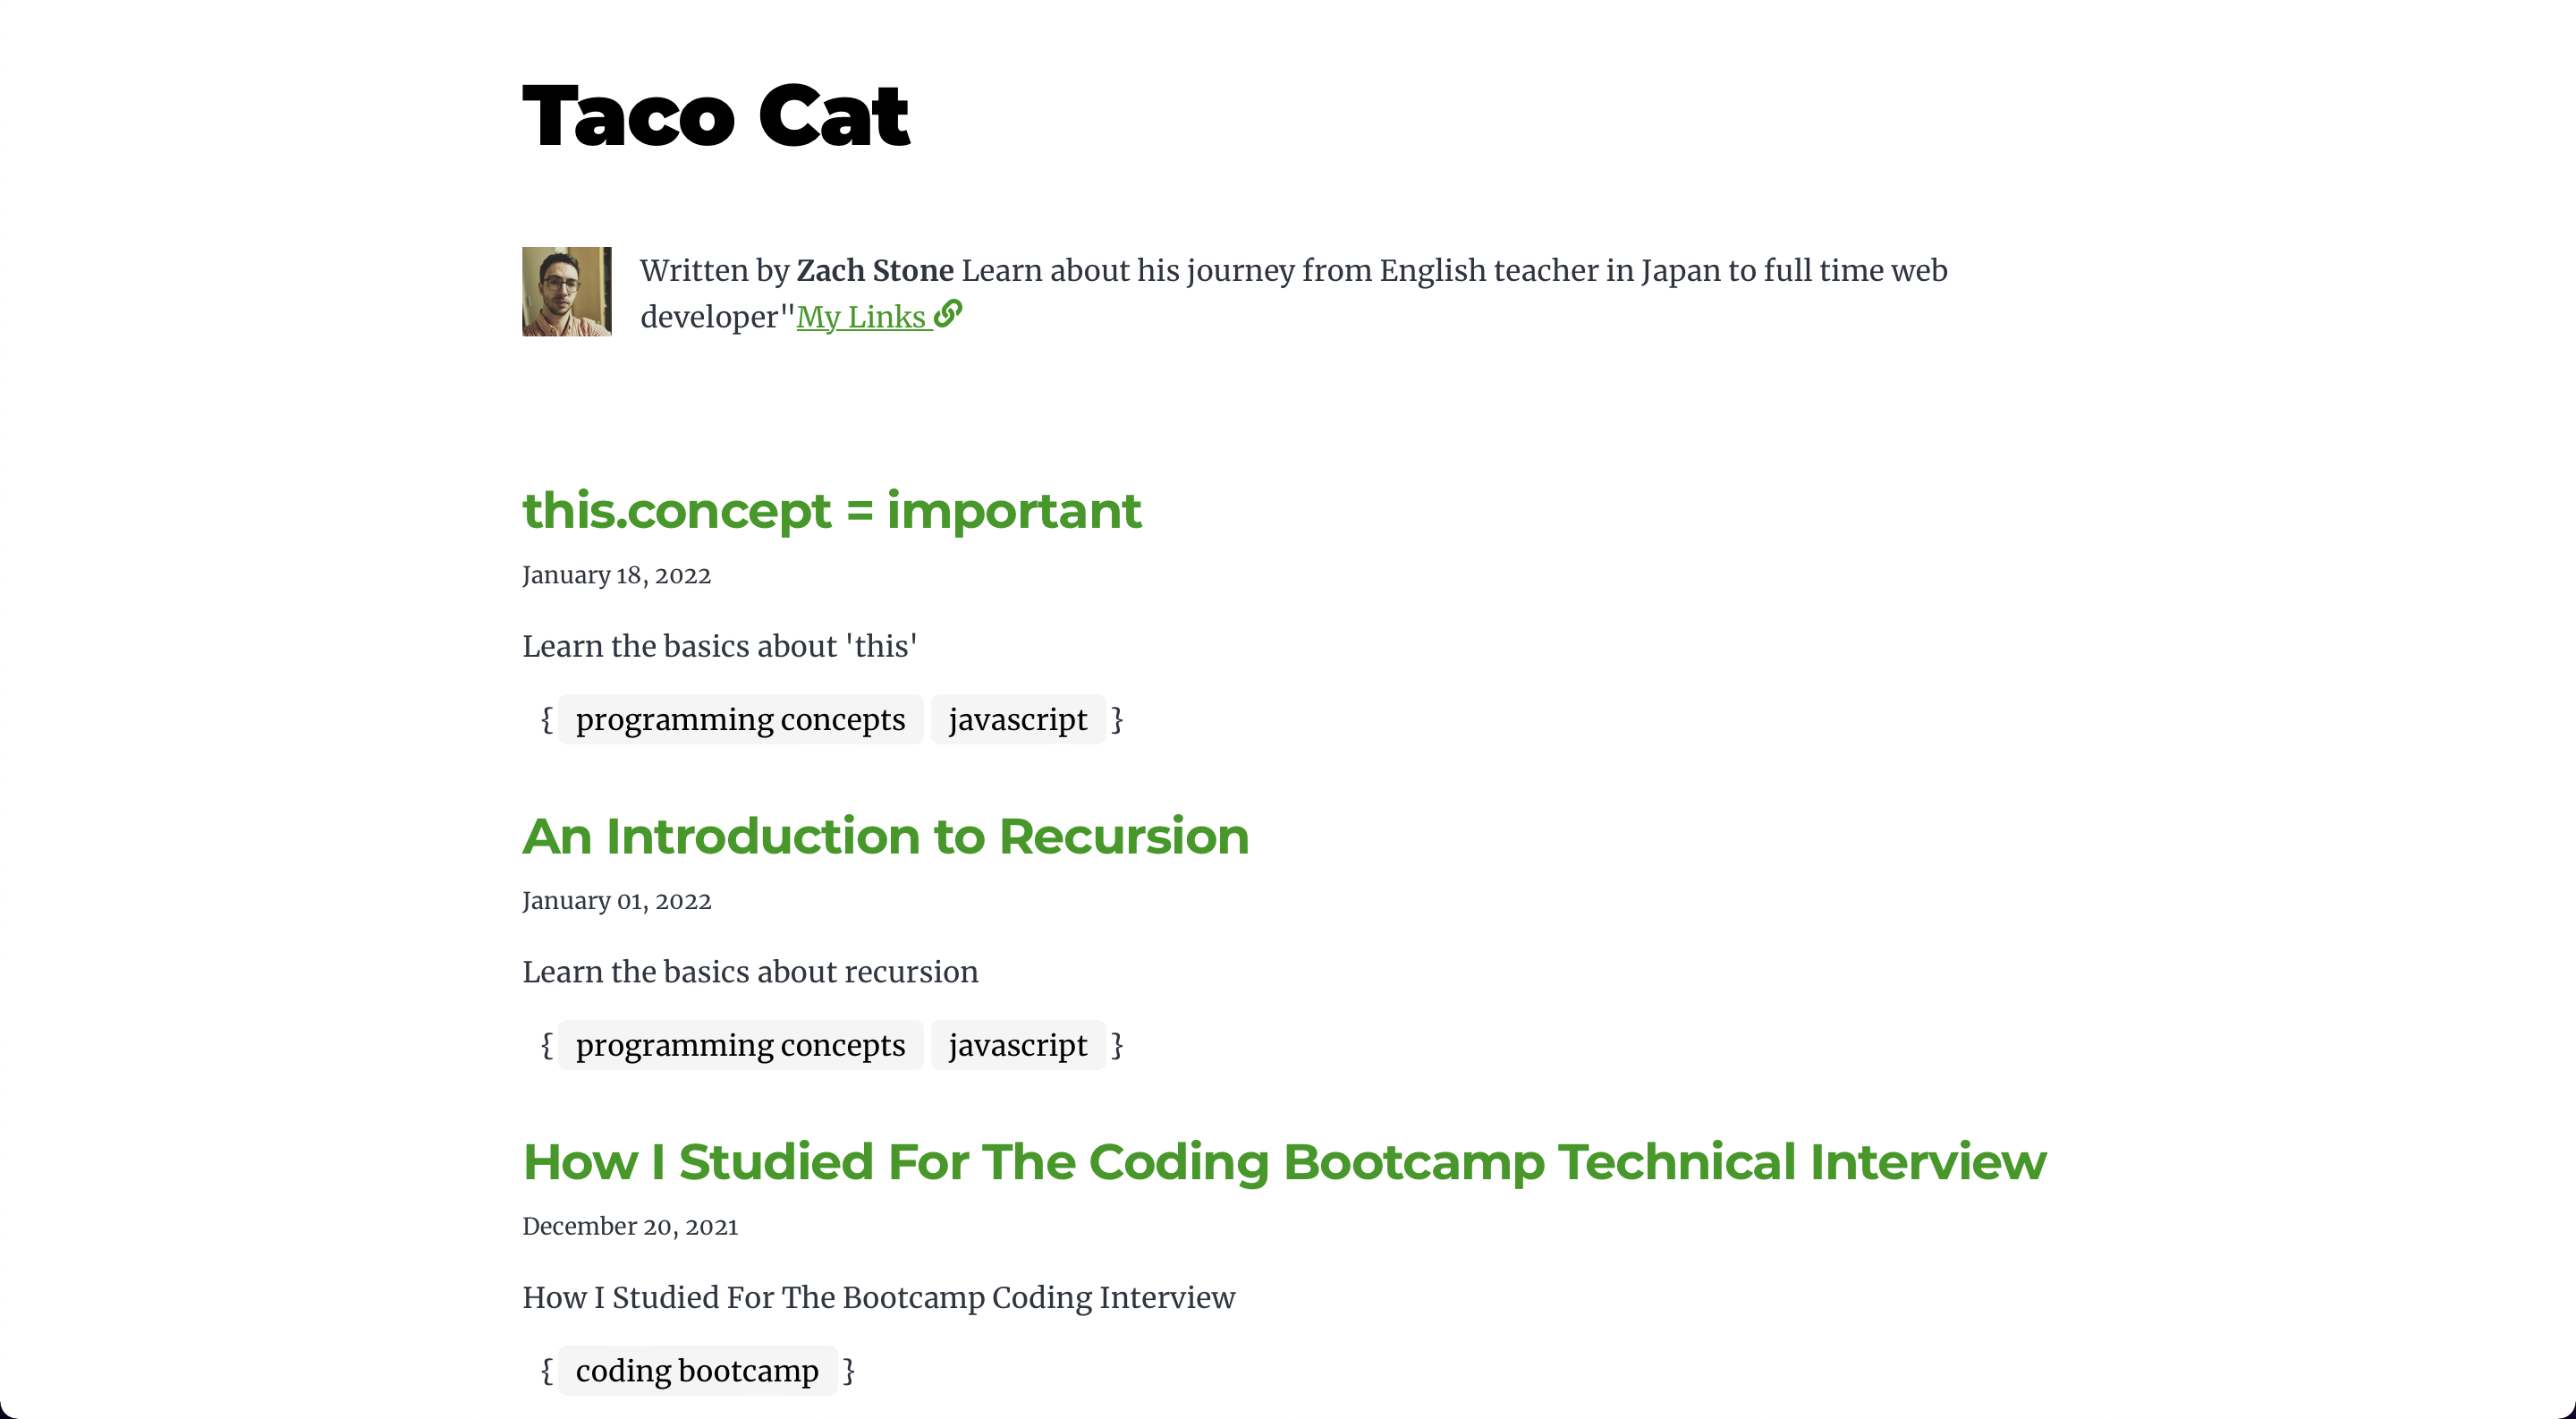 Taco Cat
Written by Zach Stone Learn about his journey from English teacher in Japan to full time web
developer"My Links
this.concept = important
January 18, 2022
Learn the basics about 'this'
{ programming concepts javascript }
An Introduction to Recursion
January 01, 2022
Learn the basics about recursion
{ programming concepts javascript }
How I Studied For The Coding Bootcamp Technical Interview
December 20, 2021
How I Studied For The Bootcamp Coding Interview
{ coding bootcamp }